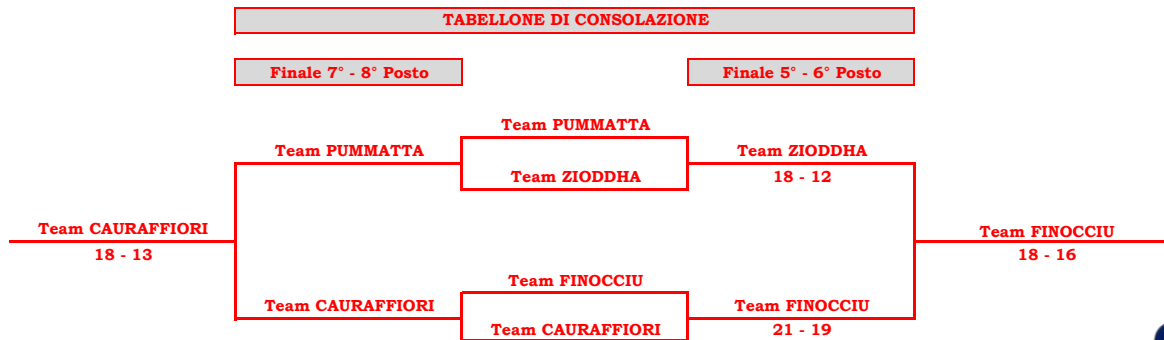 TABELLONE DI CONSOLAZIONE
Finale 7° - 8° Posto
Finale 5° - 6° Posto
Team PUMMATTA
Team PUMMATTA
Team ZIODDHA
Team ZIODDHA
18 - 12
Team CAURAFFIORI
18 - 13
Team FINOCCIU
18 - 16
Team FINOCCIU
Team CAURAFFIORI
Team FINOCCIU
Team CAURAFFIORI
21 - 19